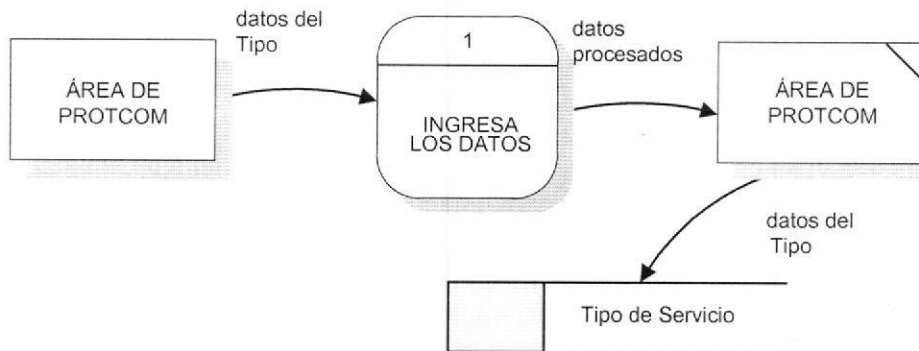 datos del
Tipo
ÁREA DE
PROTCOM
1
INGRESA
LOS DATOS
datos
procesados
ÁREA DE
PROTCOM
datos del
Tipo
Tipo de Servicio